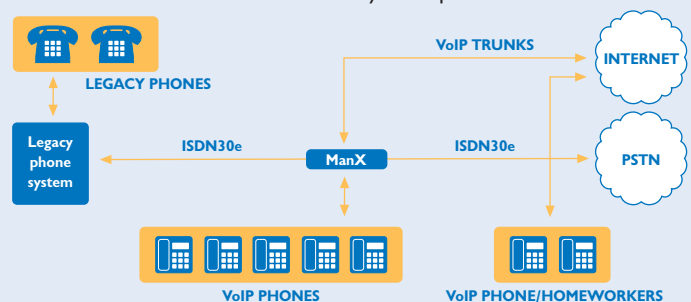 VoIP TRUNKS
INTERNET
LEGACY PHONES
Legacy
phone
system
ISDN30e
ManX
ISDN30e
PSTN
VoIP PHONES
VoIP PHONE/HOMEWORKERS